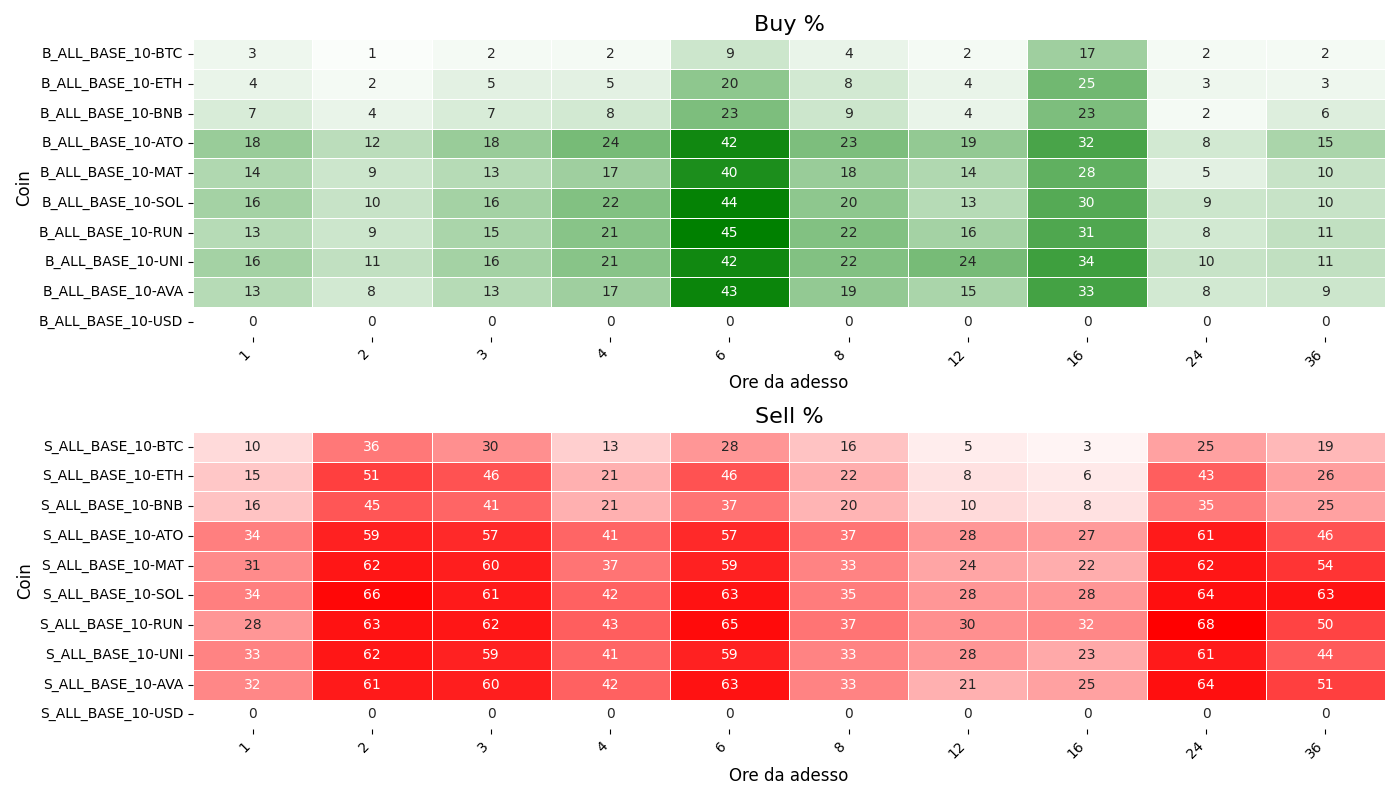 Buy %
Coin
B_ALL_BASE_10-BTC 3 1 2 2 9 4 2 17 2 2
B_ALL_BASE_10-ETH 4 2 5 5 20 8 4 25 3 3
B_ALL_BASE_10-BNB 7 4 7 8 23 9 4 23 2 6
B_ALL_BASE_10-ATO 18 12 18 24 42 23 19 32 8 15
B_ALL_BASE_10-MAT 14 9 13 17 40 18 14 28 5 10
B_ALL_BASE_10-SOL 16 10 16 22 44 20 13 30 9 10
B_ALL_BASE_10-RUN 13 9 15 21 45 22 16 31 8 11
B_ALL_BASE_10-UNI 16 11 16 21 42 22 24 34 10 11
B_ALL_BASE_10-AVA 13 8 13 17 43 19 15 33 8 9
B_ALL_BASE_10-USD 0 0 0 0 0 0 0 0 0 0
1 2 3 4 6 8 12 16 24 36
Ore da adesso
Sell %
Coin
S_ALL_BASE_10-BTC 10 36 30 13 28 16 5 3 25 19
S_ALL_BASE_10-ETH 15 51 46 21 46 22 8 6 43 26
S_ALL_BASE_10-BNB 16 45 41 21 37 20 10 8 35 25
S_ALL_BASE_10-ATO 34 59 57 41 57 37 28 27 61 46
S_ALL_BASE_10-MAT 31 62 60 37 59 33 24 22 62 54
S_ALL_BASE_10-SOL 34 66 61 42 63 35 28 28 64 63
S_ALL_BASE_10-RUN 28 63 62 43 65 37 30 32 68 50
S_ALL_BASE_10-UNI 33 62 59 41 59 33 28 23 61 44
S_ALL_BASE_10-AVA 32 61 60 42 63 33 21 25 64 51
S_ALL_BASE_10-USD 0 0 0 0 0 0 0 0 0 0
1 2 3 4 6 8 12 16 24 36
Ore da adesso